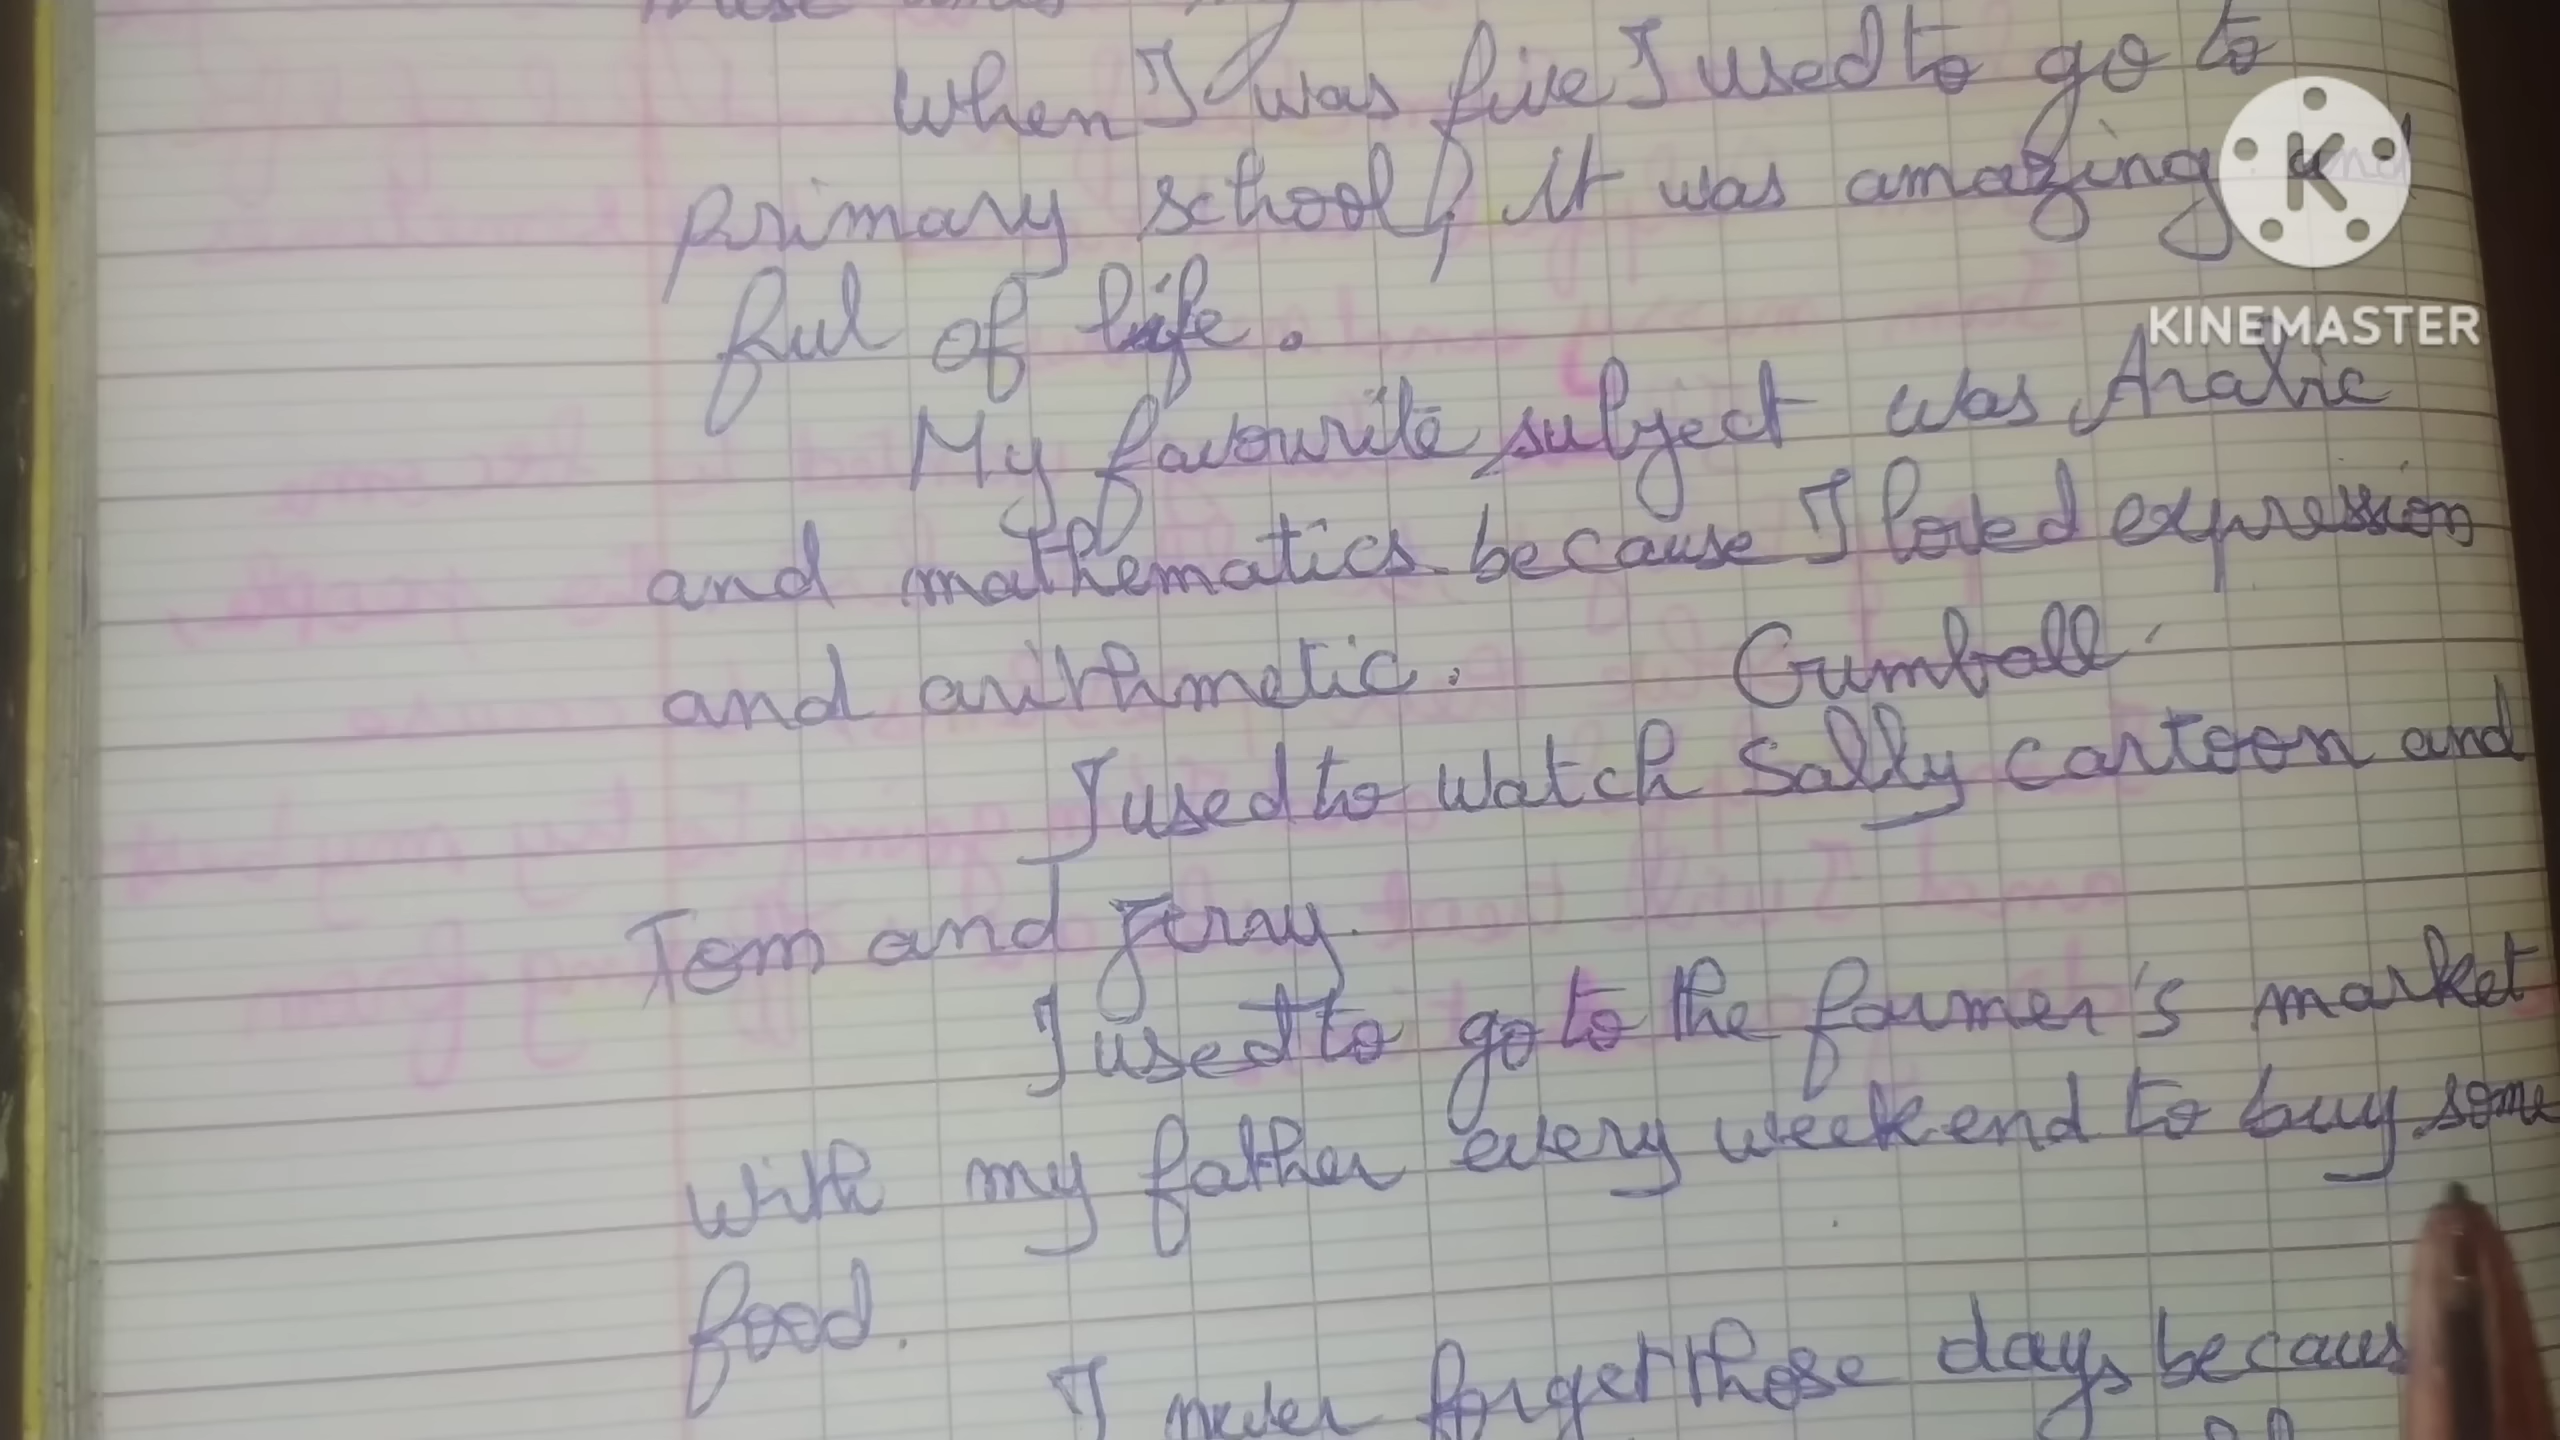 When I was five I used to go to
primary school, it was amazing and
ful of life.
My favourite subject was Arabic
and mathematics because I loved expression
and arithmetic.
Gumball
I used to watch Sally cartoon and
Tom and Jerry.
I used to go to the farmer's market
with my father every weekend to buy some
food.
I never forget those days because
K
KINEMASTER